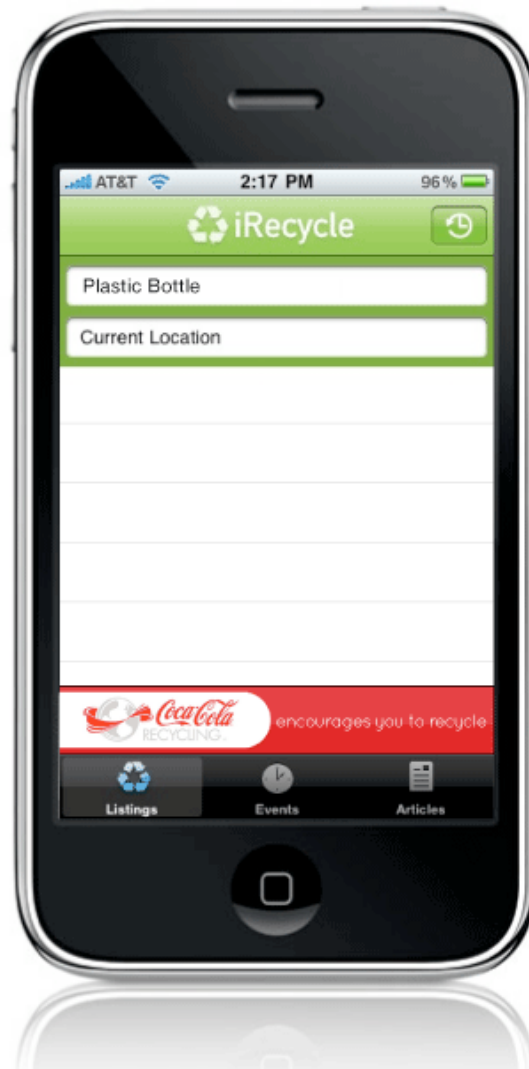 AT&T 2:17 PM 96%
iRecycle
Plastic Bottle
Current Location
Coca-Cola
RECYCLING.
encourages you to recycle
Listings Events Articles